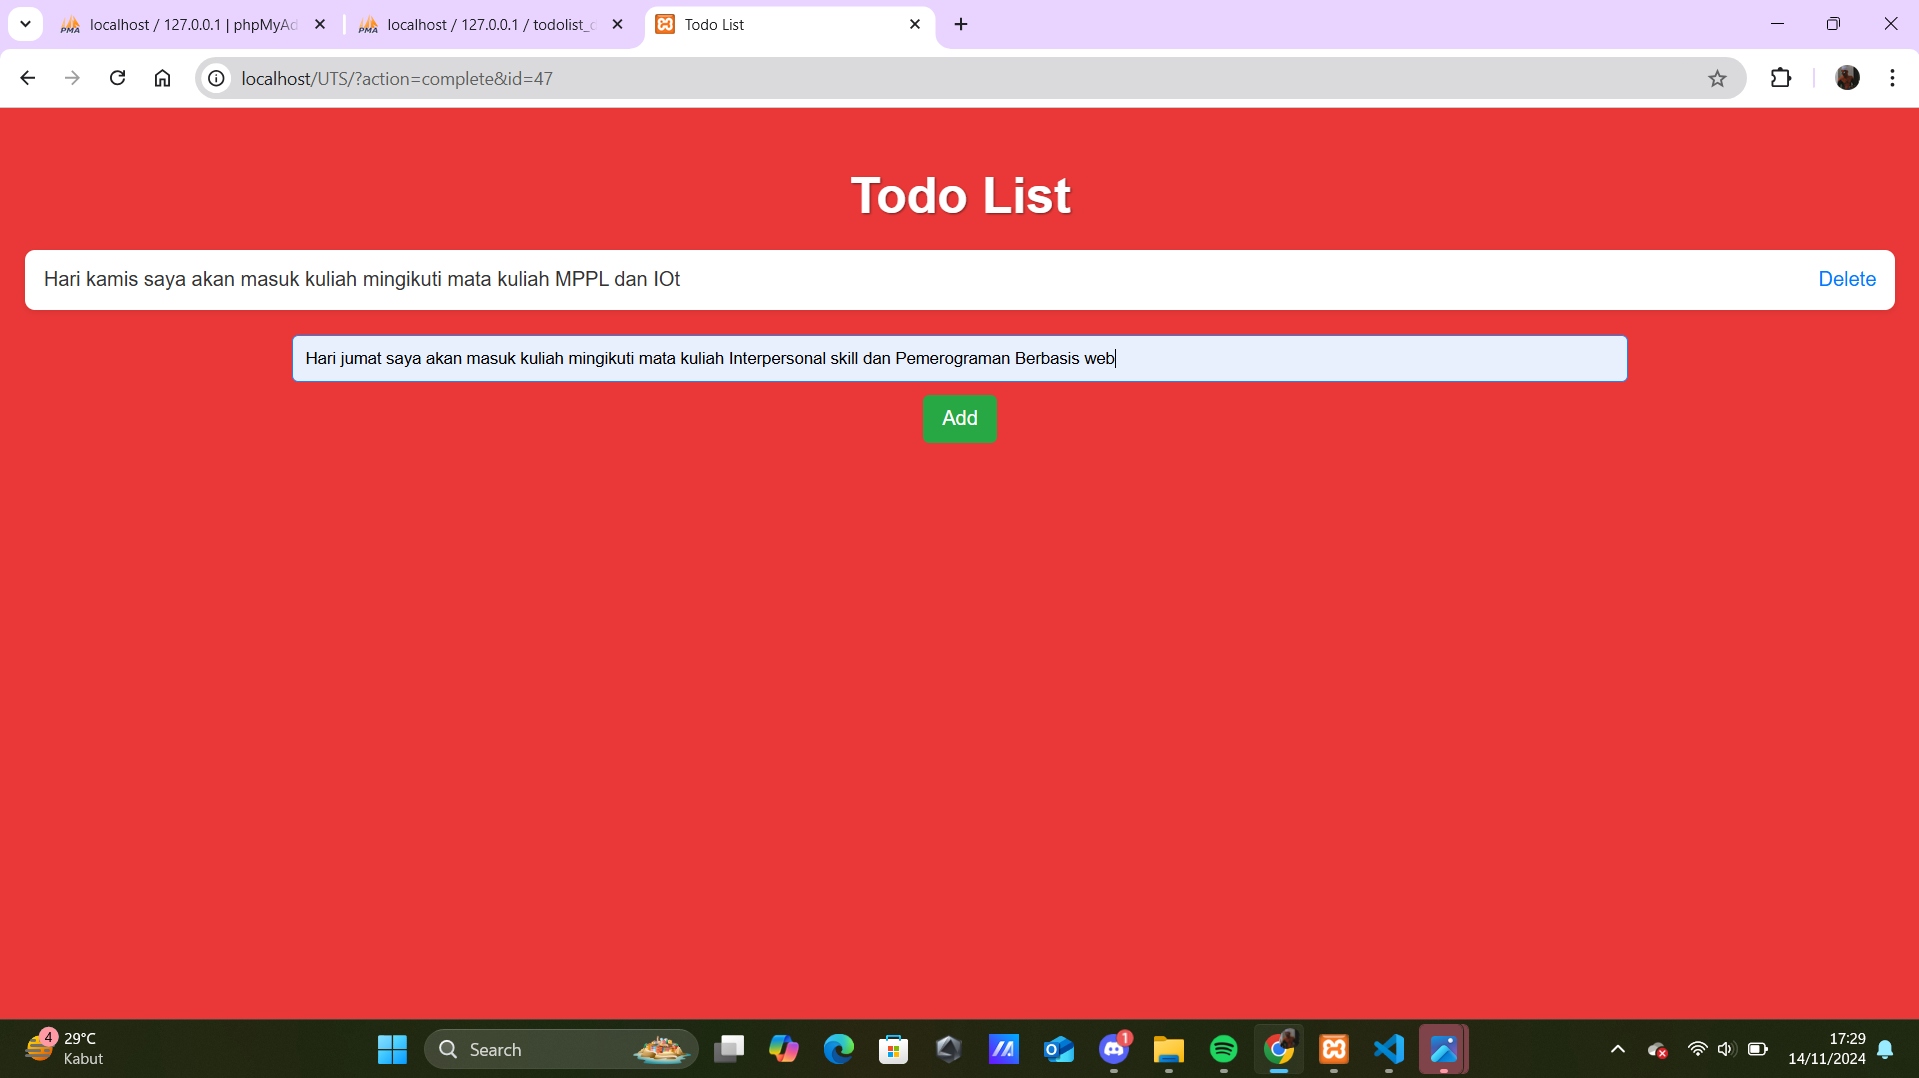 localhost / 127.0.0.1 | phpMyAd
localhost / 127.0.0.1 / todolist_d
Todo List
localhost/UTS/?action=complete&id=47
Todo List
Hari kamis saya akan masuk kuliah mingikuti mata kuliah MPPL dan IOt
Delete
Hari jumat saya akan masuk kuliah mingikuti mata kuliah Interpersonal skill dan Pemerograman Berbasis web
Add
4
29°C
Kabut
Search
1
17:29
14/11/2024